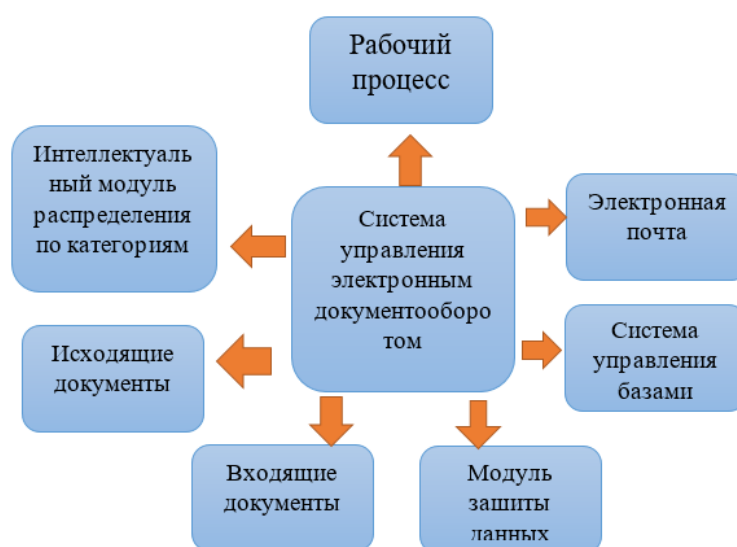 Рабочий
процесс
Интеллектуаль
ный модуль
распределения
по категориям
Система
управления
электронным
документооборо
том
Электронная
почта
Исходящие
документы
Система
управления
базами
Входящие
документы
Модуль
зашиты
данных